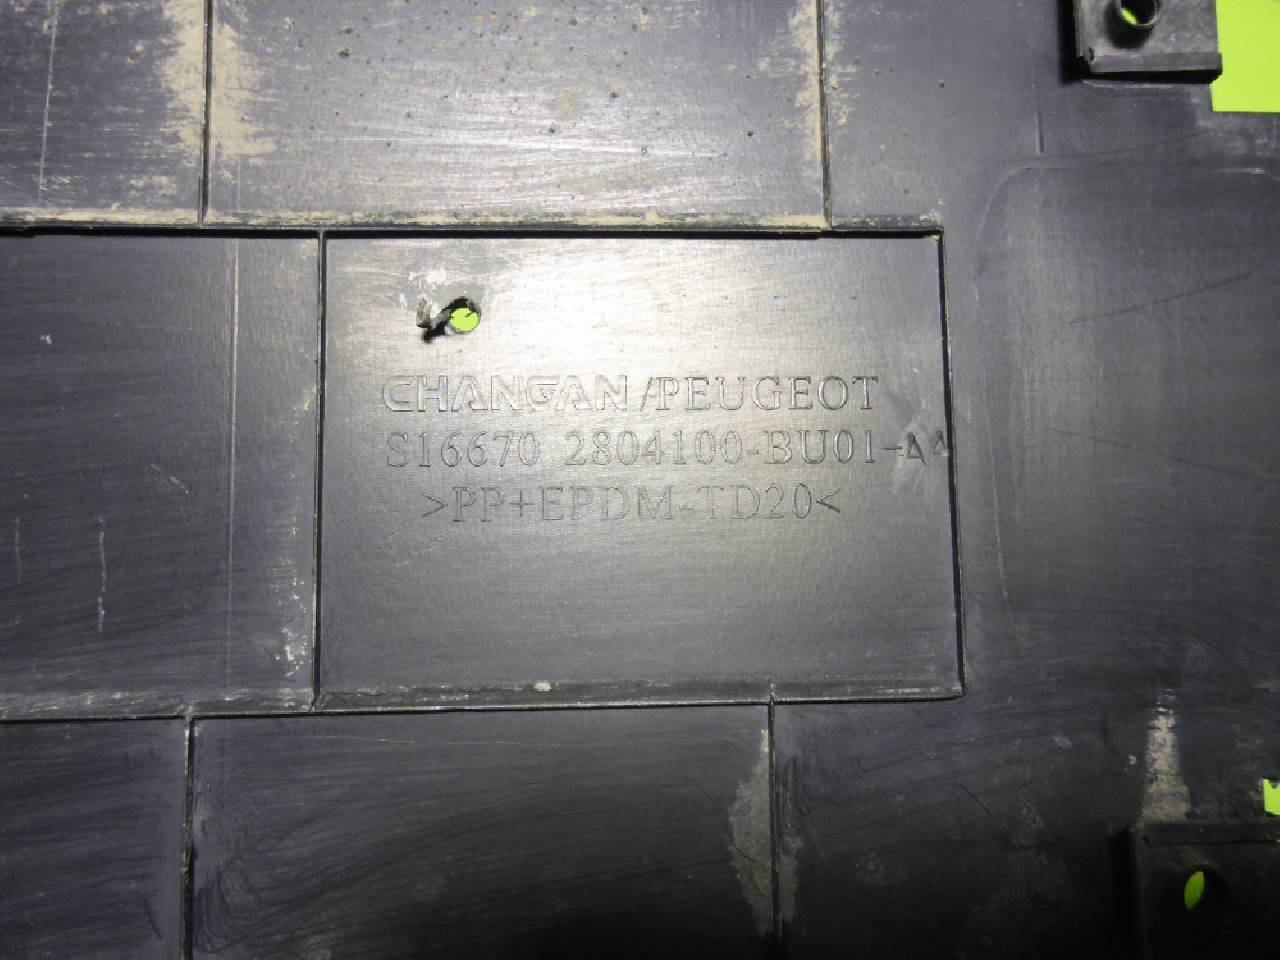 CHANGAN/PEUGEOT
S16670 2804100-BU01-AA
>PP+EPDM-TD20<